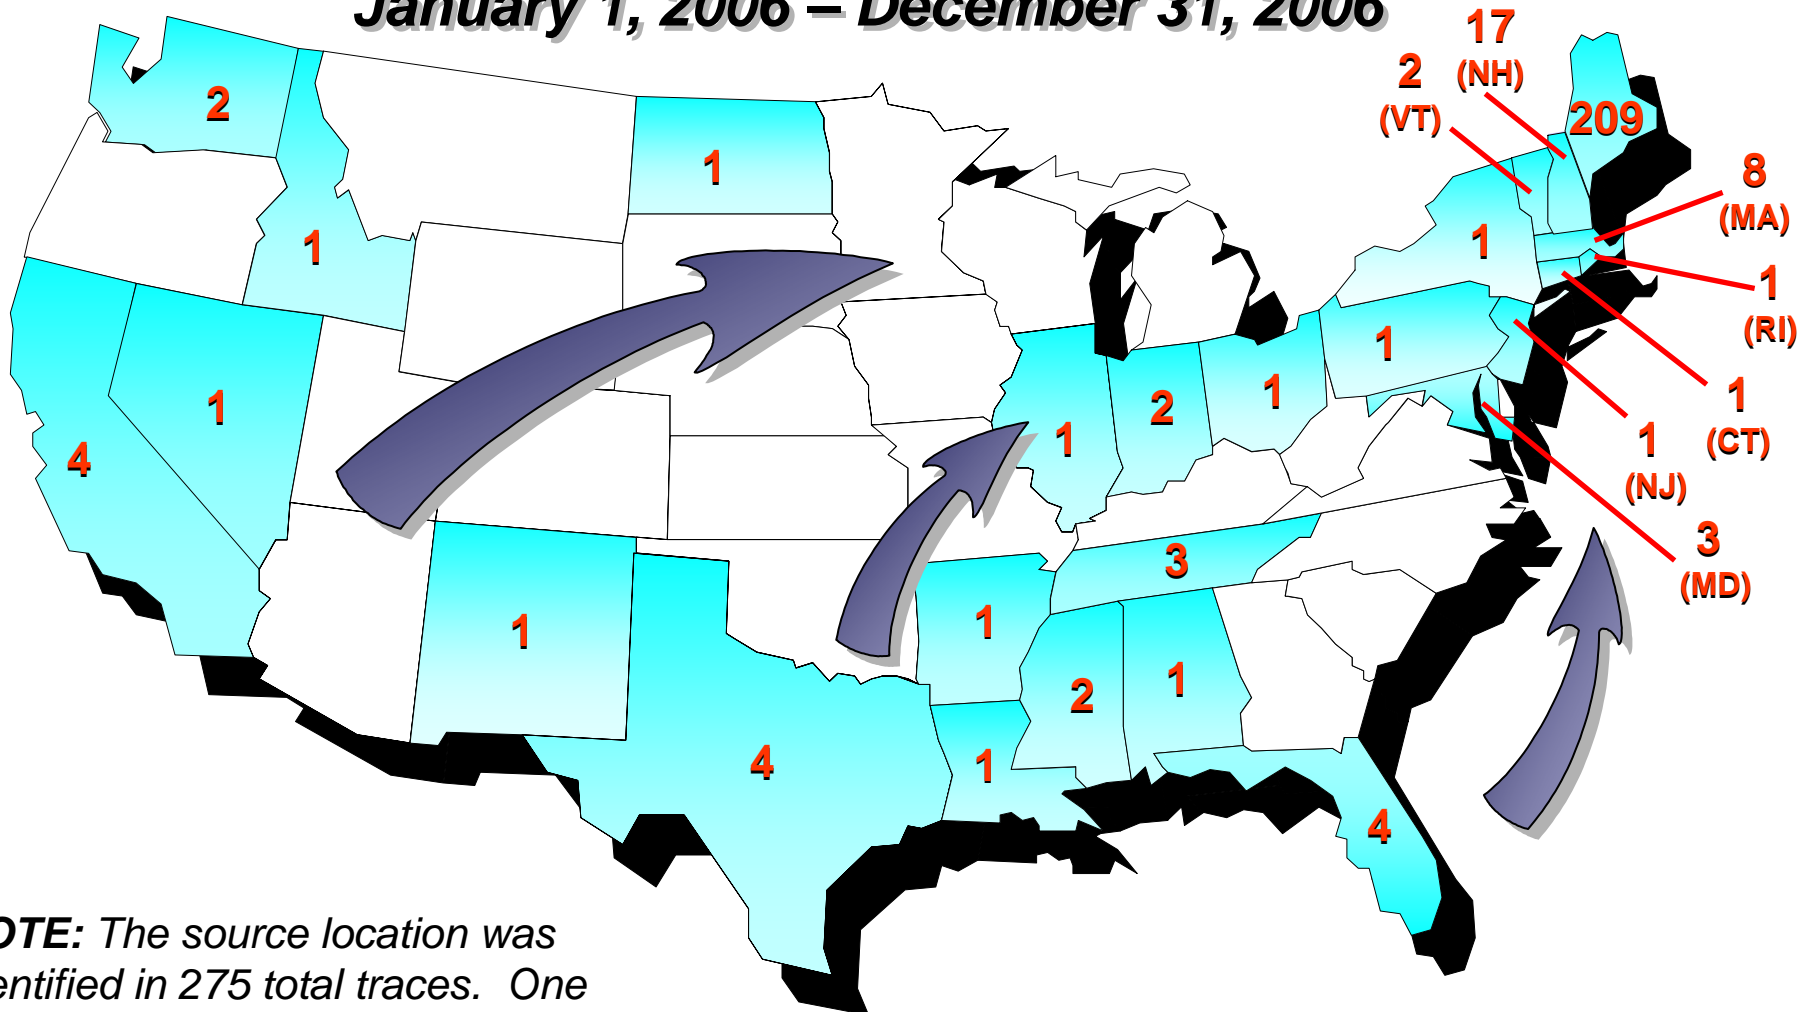 January 1, 2006 – December 31, 2006
17
(NH)
2
(VT)
209
2
1
8
(MA)
1
1
1
(RI)
1
1
2
1
1
1
4
1
(CT)
1
(NJ)
3
(MD)
3
1
1
2
1
4
1
4
OTE: The source location was
entified in 275 total traces. One